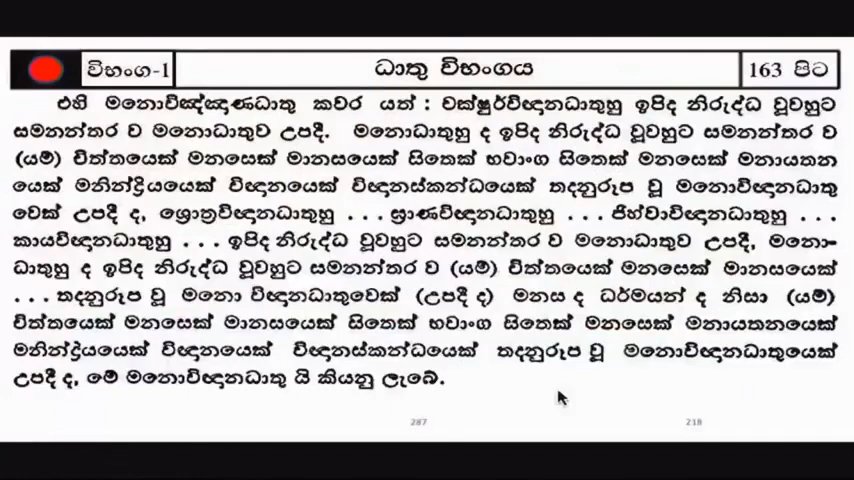 විභංග-1 ධාතු විභංගය 163 පිට
එහි මනොවිඤ්ඤණධාතු කවර යත් : චක්ෂුර්විඥානධාතුහු ඉපිද නිරුද්ධ වූවහුට
සමනන්තර ව මනොධාතුව උපදී. මනොධාතුහු ද ඉපිද නිරුද්ධ වූවහුට සමනන්තර ව
(යම්) චිත්තයෙක් මනසෙක් මානසයෙක් සිතෙක් භවාංග සිතෙක් මනසෙක් මනායතන
යෙක් මනින්ද්‍රියයෙක් විඥානයෙක් විඥානස්කන්ධයෙක් තදනුරූප වූ මනොවිඥානධාතු
වෙක් උපදී ද, ශ්‍රොත්‍රවිඥානධාතුහු ... ඝ්‍රාණවිඥානධාතුහු ... ජිහ්වාවිඥානධාතුහු ...
කායවිඥානධාතුහු ... ඉපිද නිරුද්ධ වූවහුට සමනන්තර ව මනොධාතුව උපදී, මනො-
ධාතුහු ද ඉපිද නිරුද්ධ වූවහුට සමනන්තර ව (යම්) චිත්තයෙක් මනසෙක් මානසයෙක්
... තදනුරූප වූ මනො විඥානධාතුවෙක් (උපදී ද) මනස ද ධර්මයන් ද නිසා (යම්)
චිත්තයෙක් මනසෙක් මානසයෙක් සිතෙක් භවාංග සිතෙක් මනසෙක් මනායතනයෙක්
මනින්ද්‍රියයෙක් විඥානයෙක් විඥානස්කන්ධයෙක් තදනුරූප වූ මනොවිඥානධාතුයෙක්
උපදී ද, මේ මනොවිඥානධාතු යි කියනු ලැබේ.
287 218